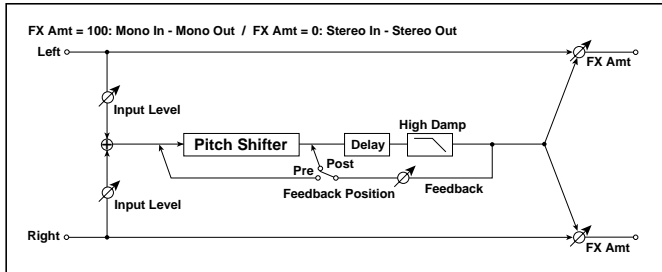 FX Amt = 100: Mono In - Mono Out / FX Amt = 0: Stereo In - Stereo Out
Left
FX Amt
Input Level
High Damp
Pitch Shifter
Delay
Post
Pre
Feedback Position
Feedback
Input Level
Right
FX Amt